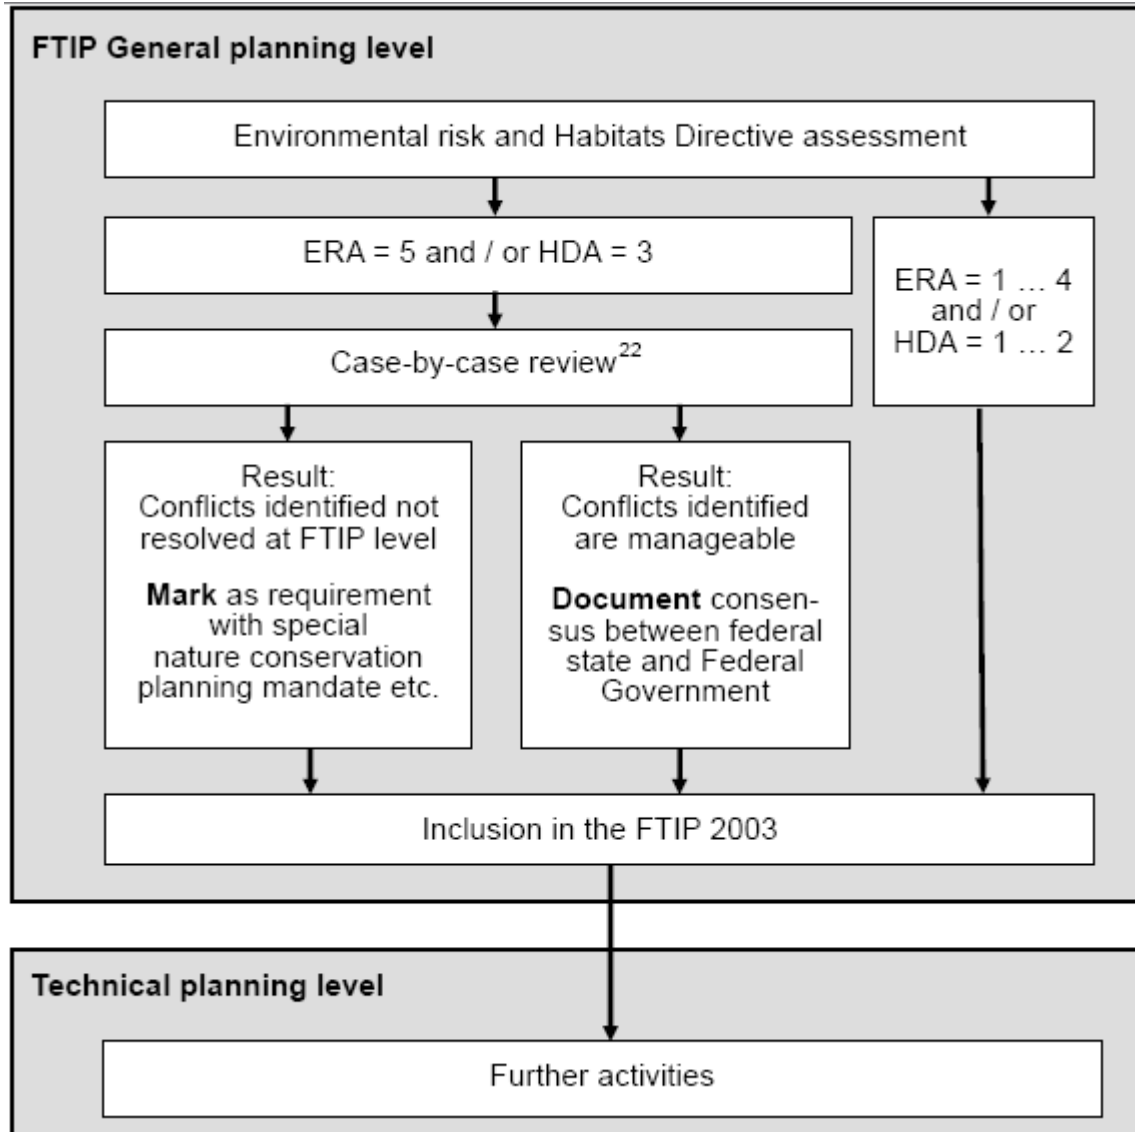 FTIP General planning level
Environmental risk and Habitats Directive assessment
ERA = 5 and / or HDA = 3
ERA = 1 … 4
and / or
HDA = 1 … 2
Case-by-case review22
Result:
Conflicts identified not
resolved at FTIP level
Mark as requirement
with special
nature conservation
planning mandate etc.
Result:
Conflicts identified
are manageable
Document consen-
sus between federal
state and Federal
Government
Inclusion in the FTIP 2003
Technical planning level
Further activities